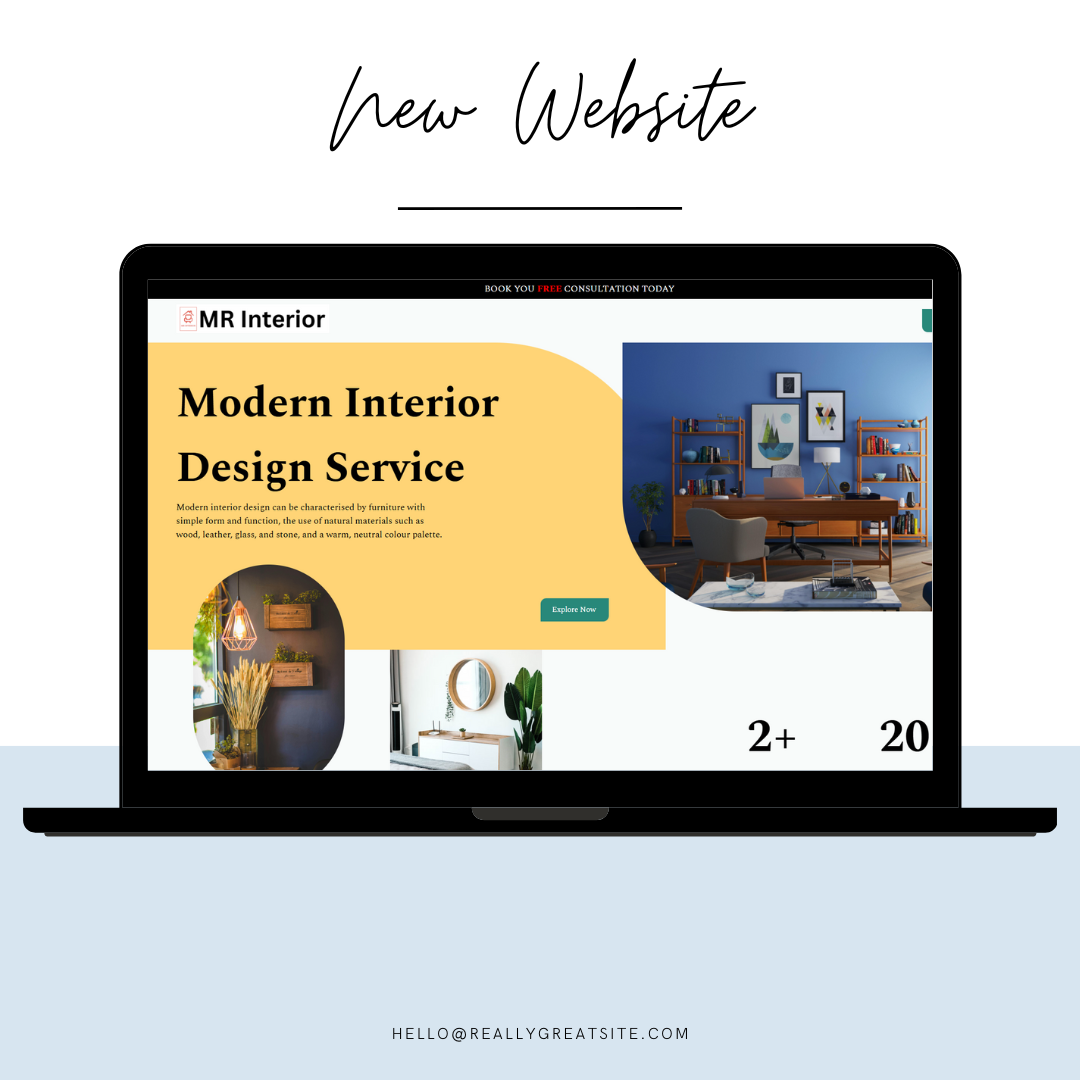 New Website
BOOK YOU FREE CONSULTATION TODAY
MR Interior
Modern Interior
Design Service
Modern interior design can be characterised by furniture with
simple form and function, the use of natural materials such as
wood, leather, glass, and stone, and a warm, neutral colour palette.
Explore Now
2+ 20
HELLO@REALLYGREATSITE.COM